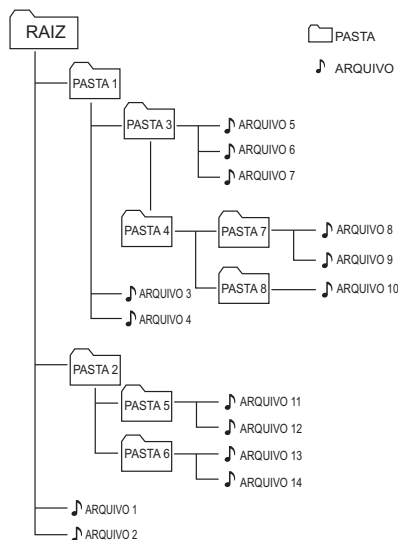 RAIZ
PASTA
ARQUIVO
PASTA 1
PASTA 3
ARQUIVO 5
ARQUIVO 6
ARQUIVO 7
PASTA 4
PASTA 7
ARQUIVO 8
ARQUIVO 9
PASTA 8
ARQUIVO 10
ARQUIVO 3
ARQUIVO 4
PASTA 2
PASTA 5
ARQUIVO 11
ARQUIVO 12
PASTA 6
ARQUIVO 13
ARQUIVO 14
ARQUIVO 1
ARQUIVO 2